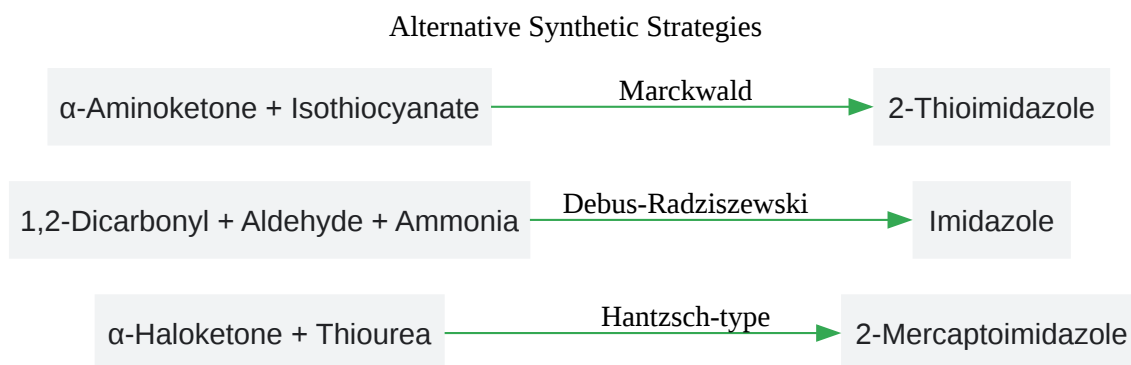 Alternative Synthetic Strategies
α-Aminoketone + Isothiocyanate
Marckwald
2-Thioimidazole
1,2-Dicarbonyl + Aldehyde + Ammonia
Debus-Radziszewski
Imidazole
α-Haloketone + Thiourea
Hantzsch-type
2-Mercaptoimidazole